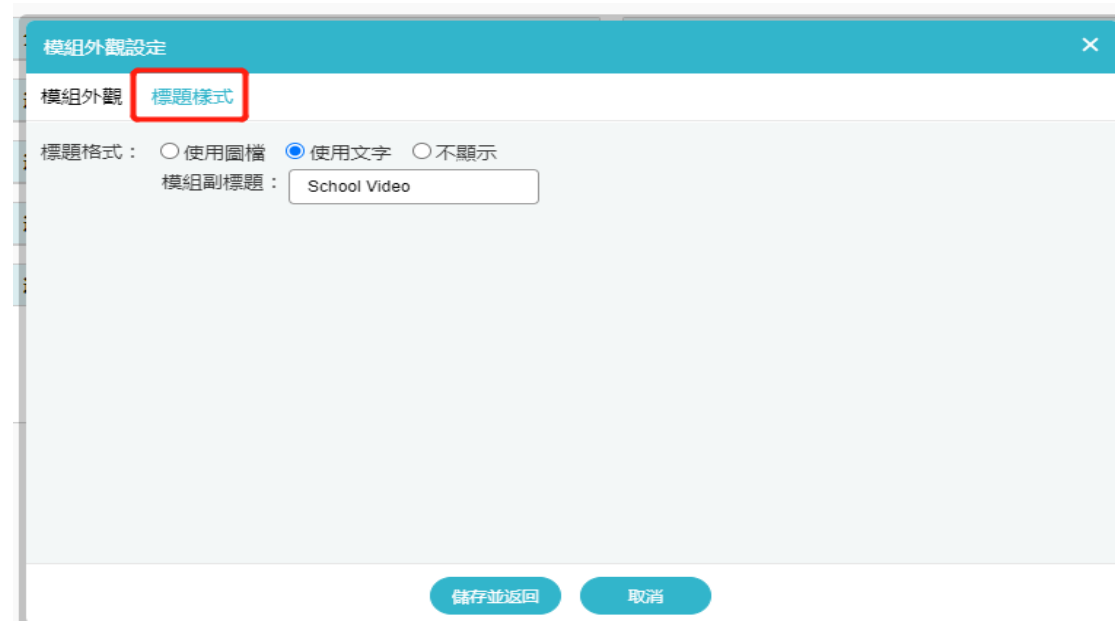 模組外觀設定
模組外觀 標題樣式
標題格式： 使用圖檔 使用文字 不顯示
模組副標題： School Video
儲存並返回 取消